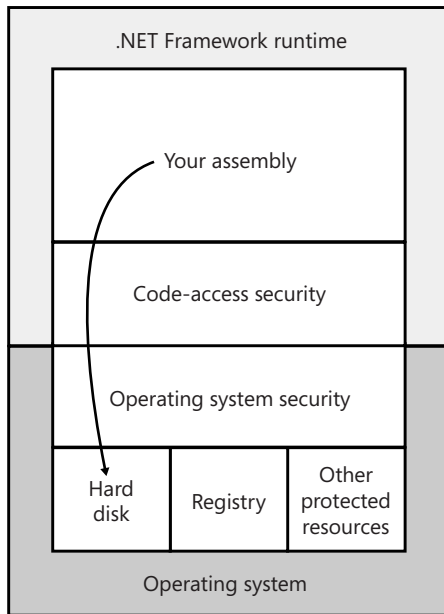 .NET Framework runtime
Your assembly
Code-access security
Operating system security
Hard
disk
Registry
Other
protected
resources
Operating system